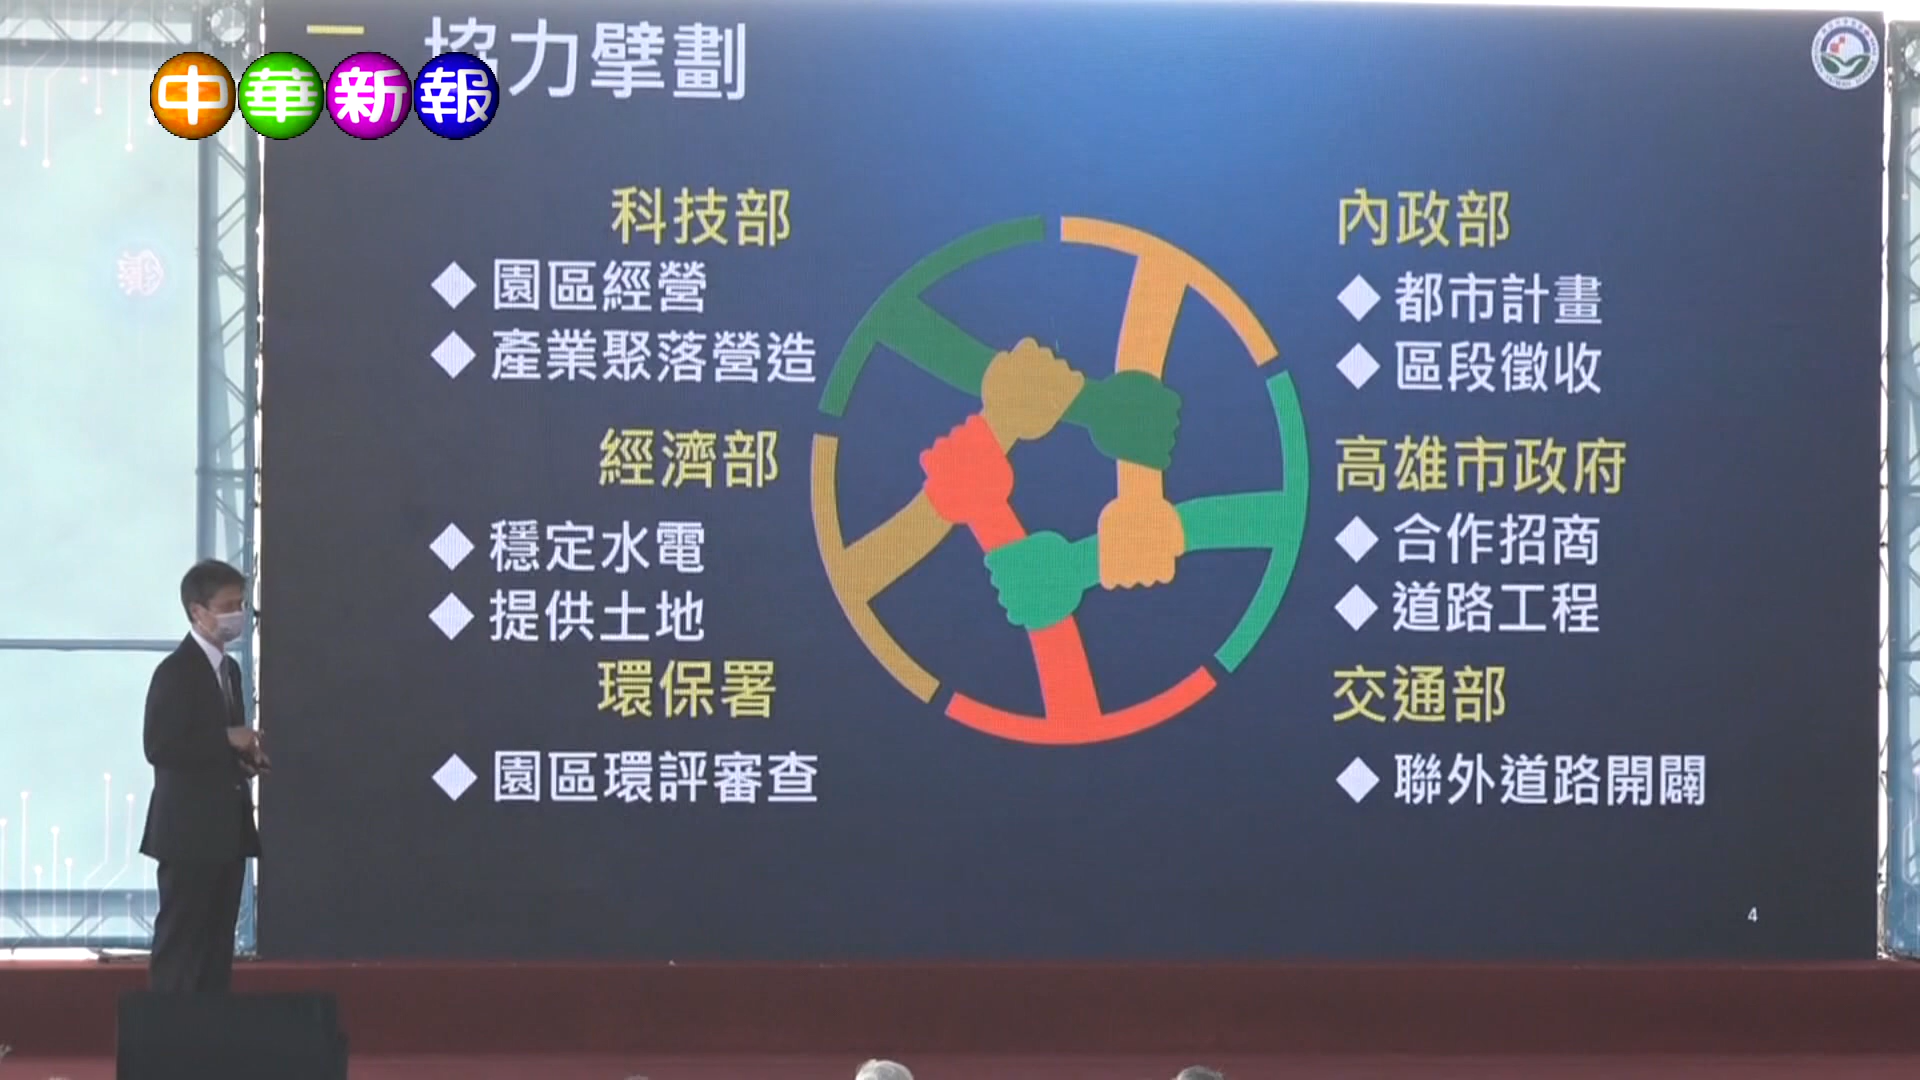 協力擘劃
中華新報
科技部
◆園區經營
◆產業聚落營造
經濟部
◆穩定水電
◆提供土地
環保署
◆園區環評審查
內政部
◆都市計畫
◆區段徵收
高雄市政府
◆合作招商
◆道路工程
交通部
◆聯外道路開闢
4